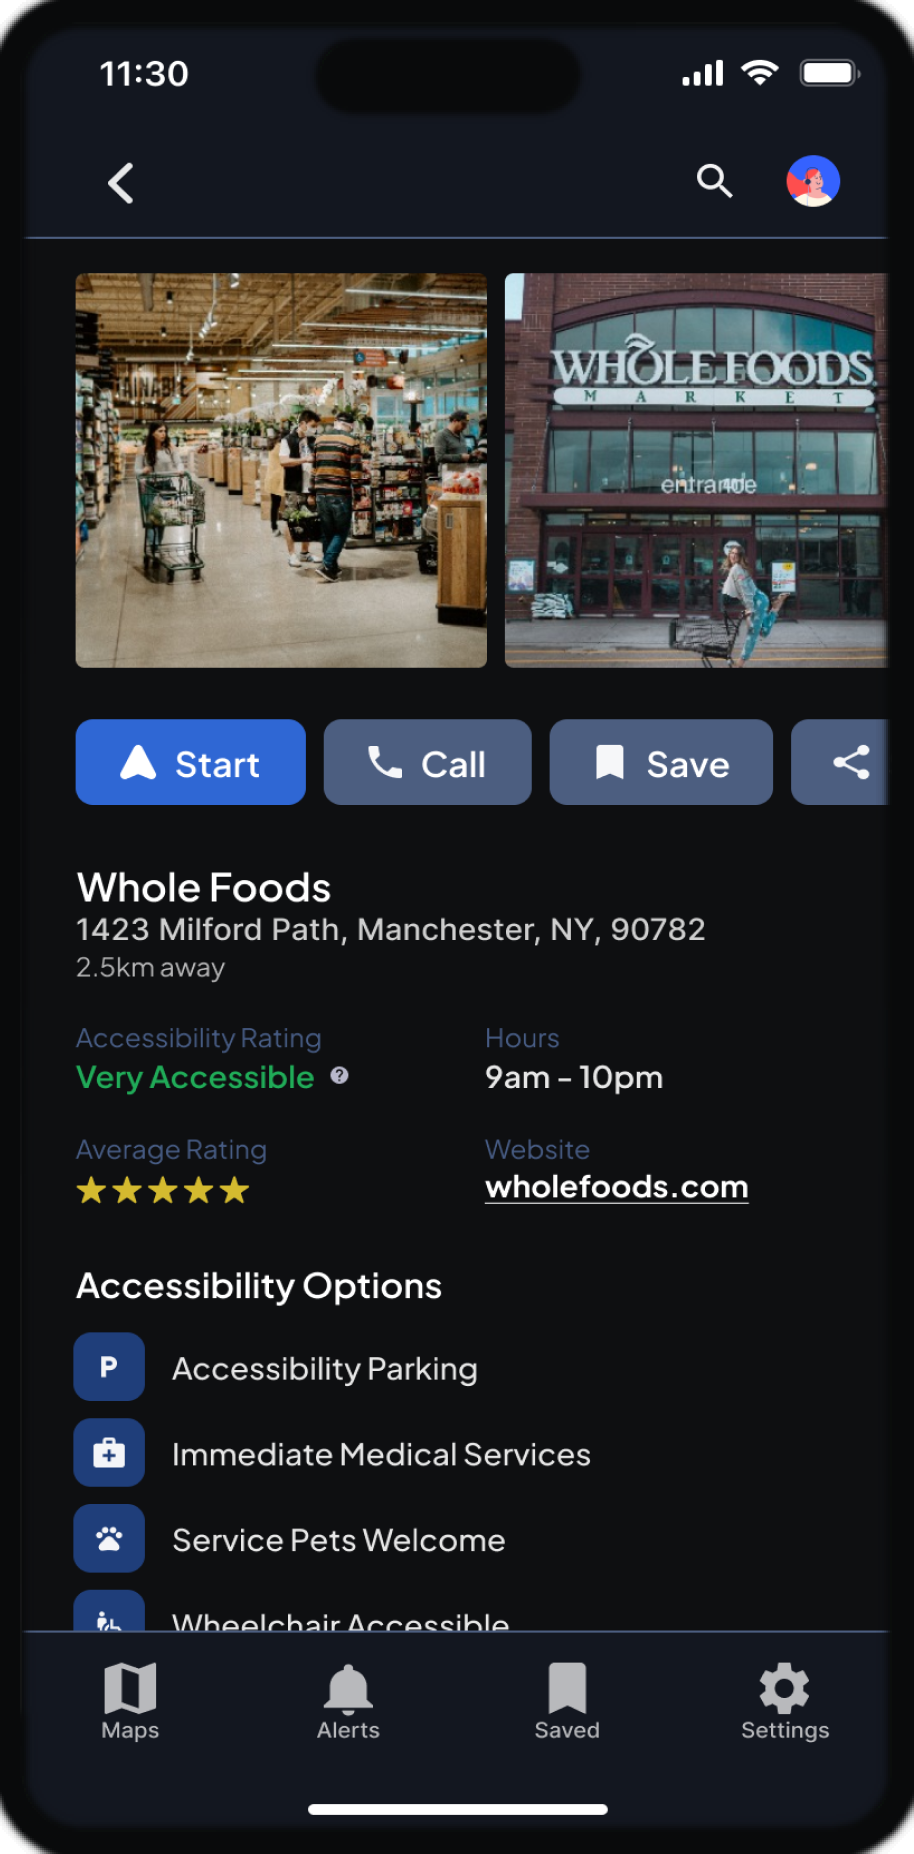 11:30
WHOLE FOODS
MARKET
entrance
Start
Call
Save
Whole Foods
1423 Milford Path, Manchester, NY, 90782
2.5km away
Accessibility Rating
Hours
Very Accessible ?
9am – 10pm
Average Rating
Website
wholefoods.com
Accessibility Options
P
Accessibility Parking
Immediate Medical Services
Service Pets Welcome
Wheelchair Accessible
Maps
Alerts
Saved
Settings